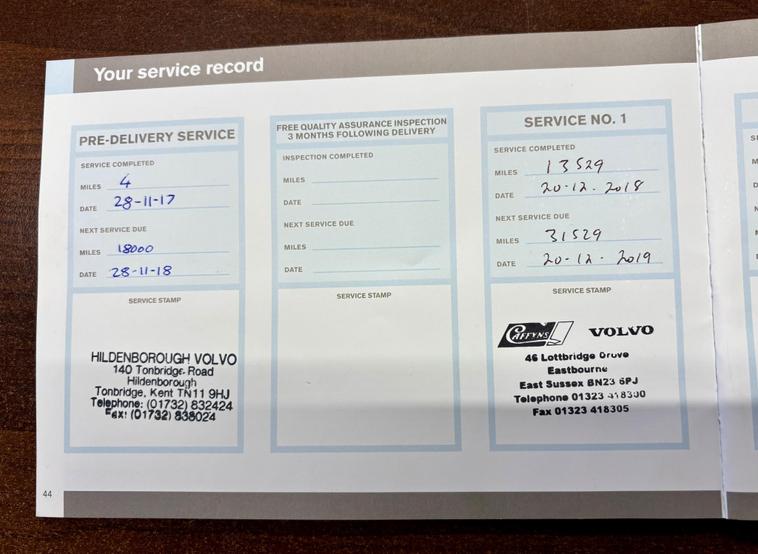 Your service record
PRE-DELIVERY SERVICE
SERVICE COMPLETED
MILES 4
DATE 28-11-17
NEXT SERVICE DUE
MILES 18000
DATE 28-11-18
SERVICE STAMP
HILDENBOROUGH VOLVO
140 Tonbridge Road
Hildenborough
Tonbridge, Kent TN11 9HJ
Telephone: (01732) 832424
Fax: (01732) 838024
FREE QUALITY ASSURANCE INSPECTION
3 MONTHS FOLLOWING DELIVERY
INSPECTION COMPLETED
MILES
DATE
NEXT SERVICE DUE
MILES
DATE
SERVICE STAMP
SERVICE NO. 1
SERVICE COMPLETED
MILES 13529
DATE 20-12-2018
NEXT SERVICE DUE
MILES 31529
DATE 20-12-2019
SERVICE STAMP
CAFFYNS VOLVO
46 Lottbridge Drove
Eastbourne
East Sussex BN23 6PJ
Telephone 01323 418300
Fax 01323 418305
44